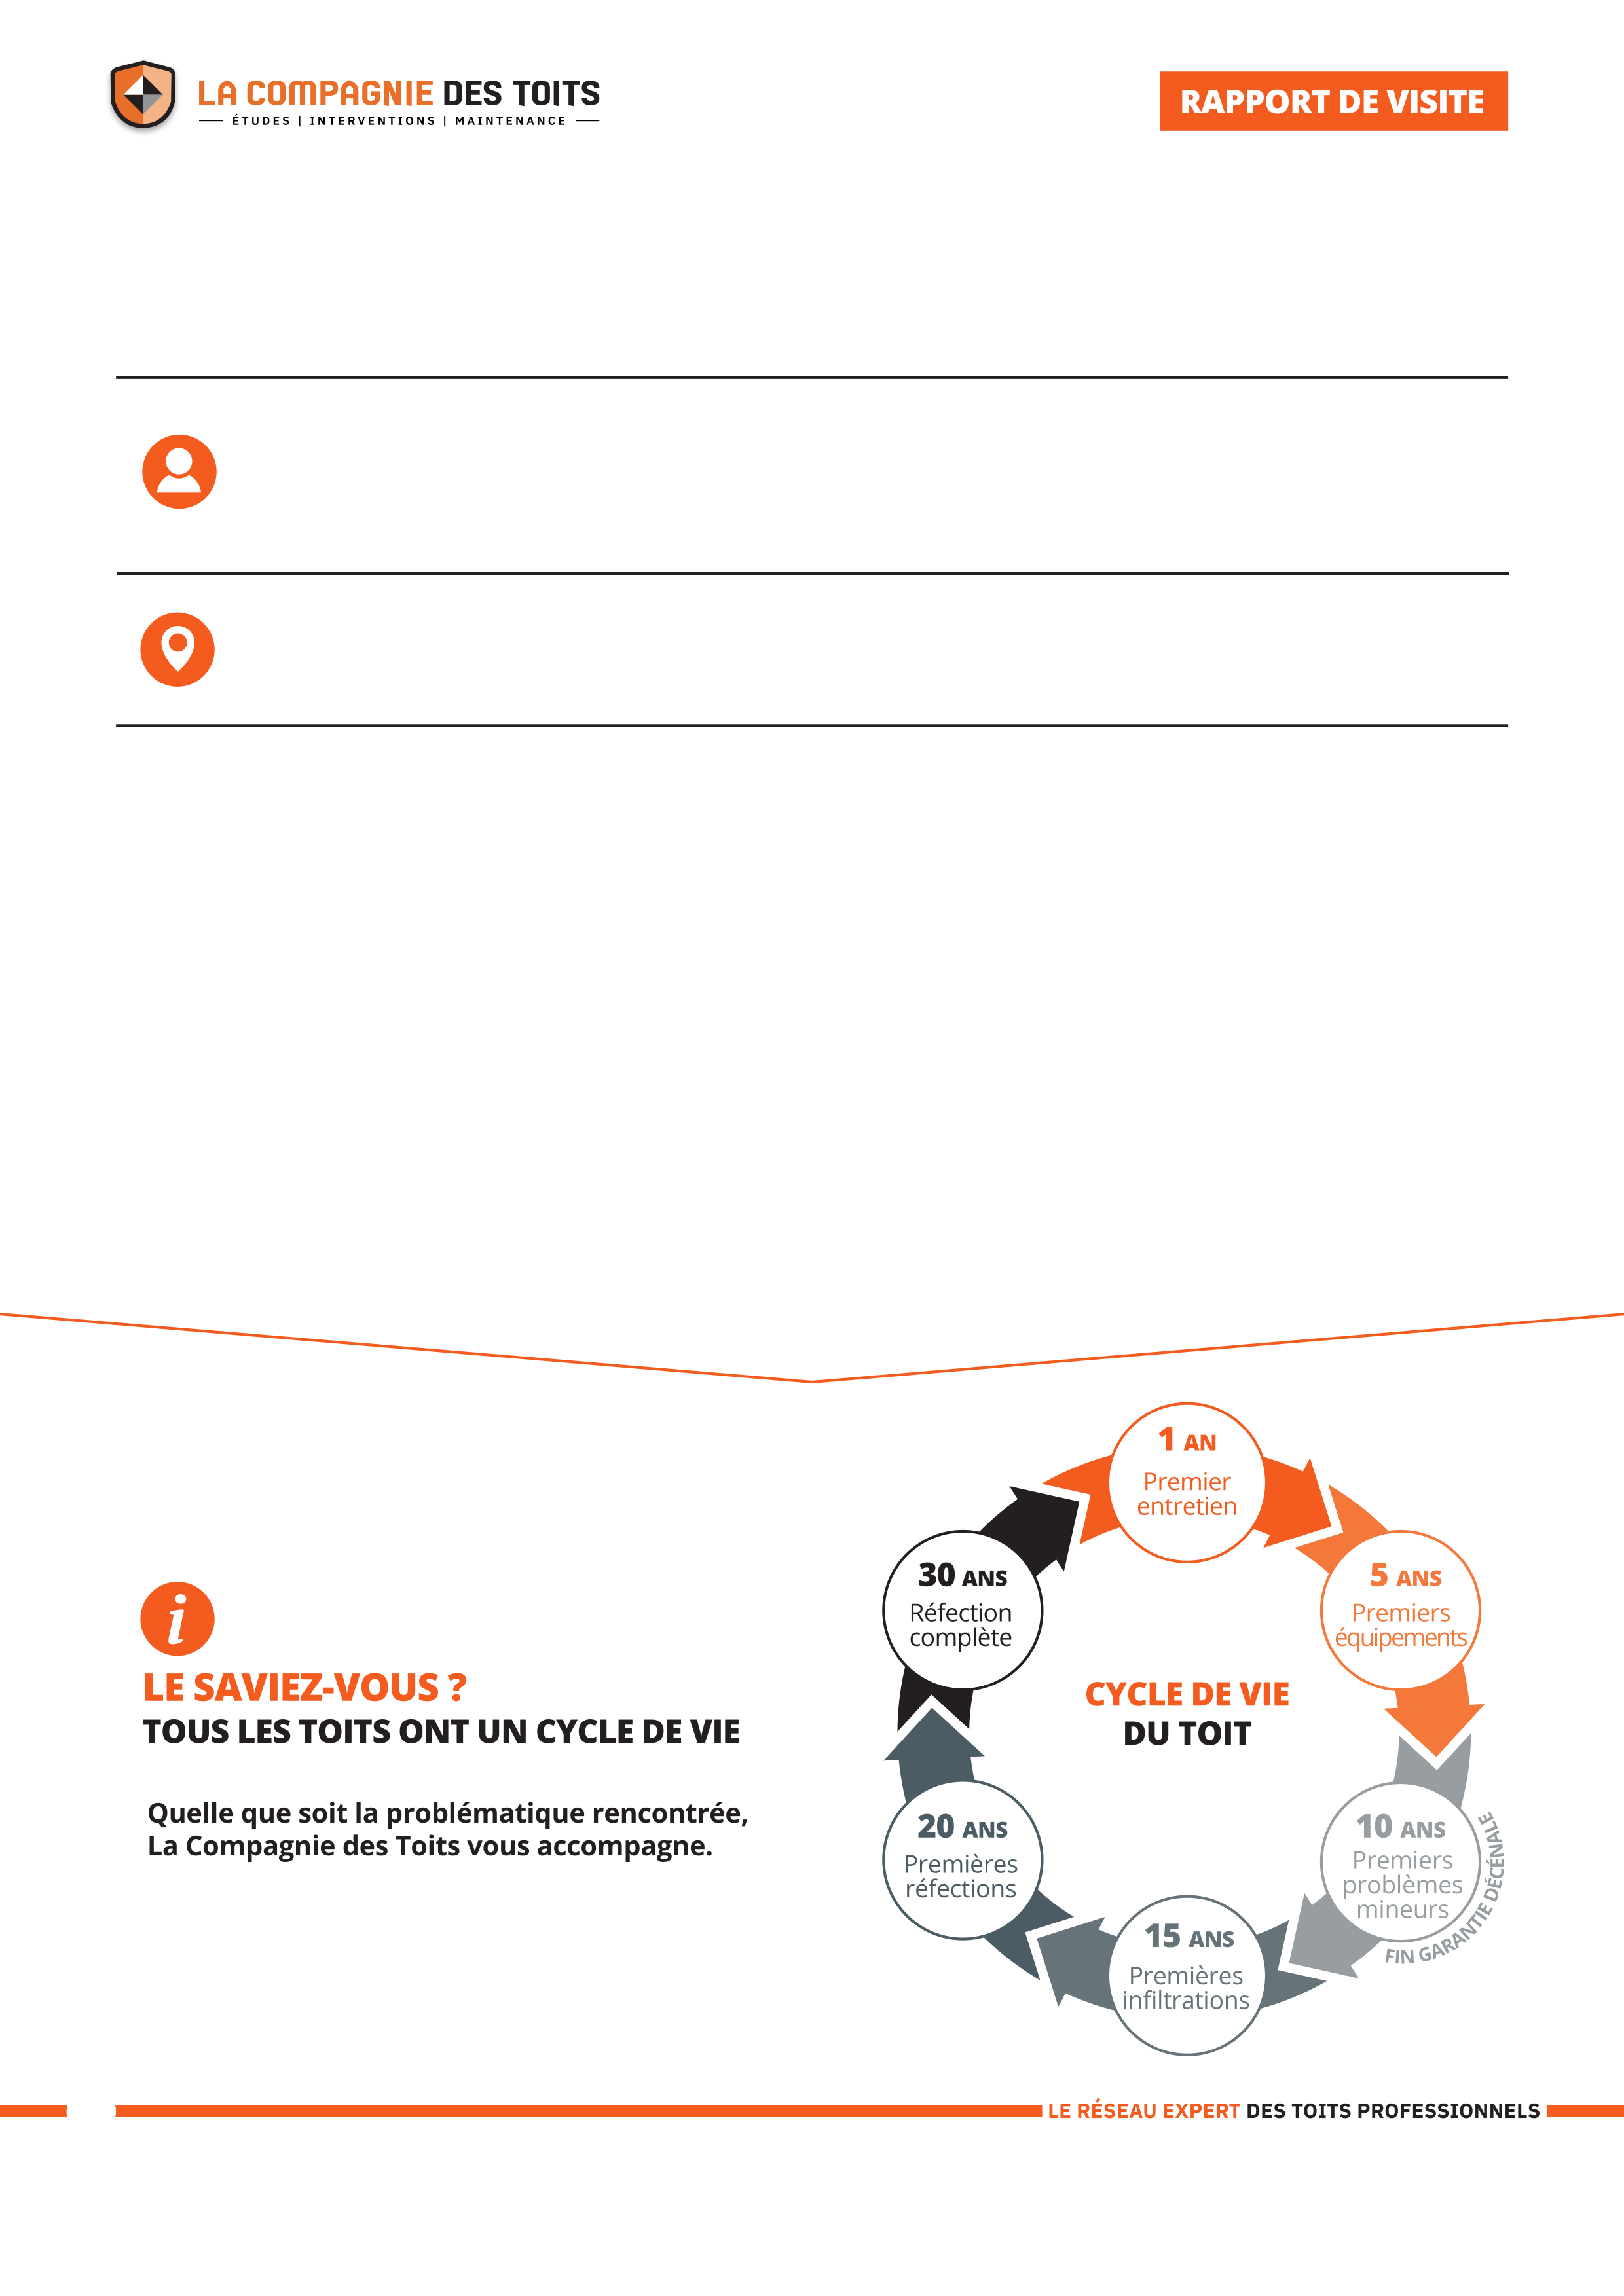 LA COMPAGNIE DES TOITS
ÉTUDES | INTERVENTIONS | MAINTENANCE
RAPPORT DE VISITE
i
LE SAVIEZ-VOUS ?
TOUS LES TOITS ONT UN CYCLE DE VIE
Quelle que soit la problématique rencontrée,
La Compagnie des Toits vous accompagne.
CYCLE DE VIE
DU TOIT
1 AN
Premier
entretien
5 ANS
Premiers
équipements
10 ANS
Premiers
problèmes
mineurs
FIN GARANTIE DÉCÉNALE
15 ANS
Premières
infiltrations
20 ANS
Premières
réfections
30 ANS
Réfection
complète
LE RÉSEAU EXPERT DES TOITS PROFESSIONNELS